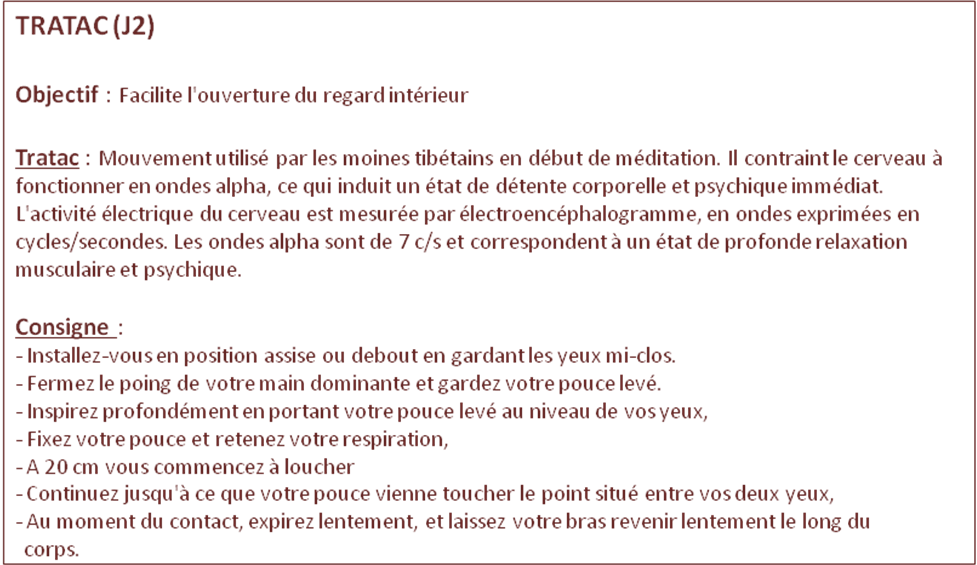 TRATAC (J2)
Objectif : Facilite l'ouverture du regard intérieur
Tratac : Mouvement utilisé par les moines tibétains en début de méditation. Il contraint le cerveau à
fonctionner en ondes alpha, ce qui induit un état de détente corporelle et psychique immédiat.
L'activité électrique du cerveau est mesurée par électroencéphalogramme, en ondes exprimées en
cycles/secondes. Les ondes alpha sont de 7 c/s et correspondent à un état de profonde relaxation
musculaire et psychique.
Consigne :
- Installez-vous en position assise ou debout en gardant les yeux mi-clos.
- Fermez le poing de votre main dominante et gardez votre pouce levé.
- Inspirez profondément en portant votre pouce levé au niveau de vos yeux,
- Fixez votre pouce et retenez votre respiration,
- A 20 cm vous commencez à loucher
- Continuez jusqu'à ce que votre pouce vienne toucher le point situé entre vos deux yeux,
- Au moment du contact, expirez lentement, et laissez votre bras revenir lentement le long du
corps.